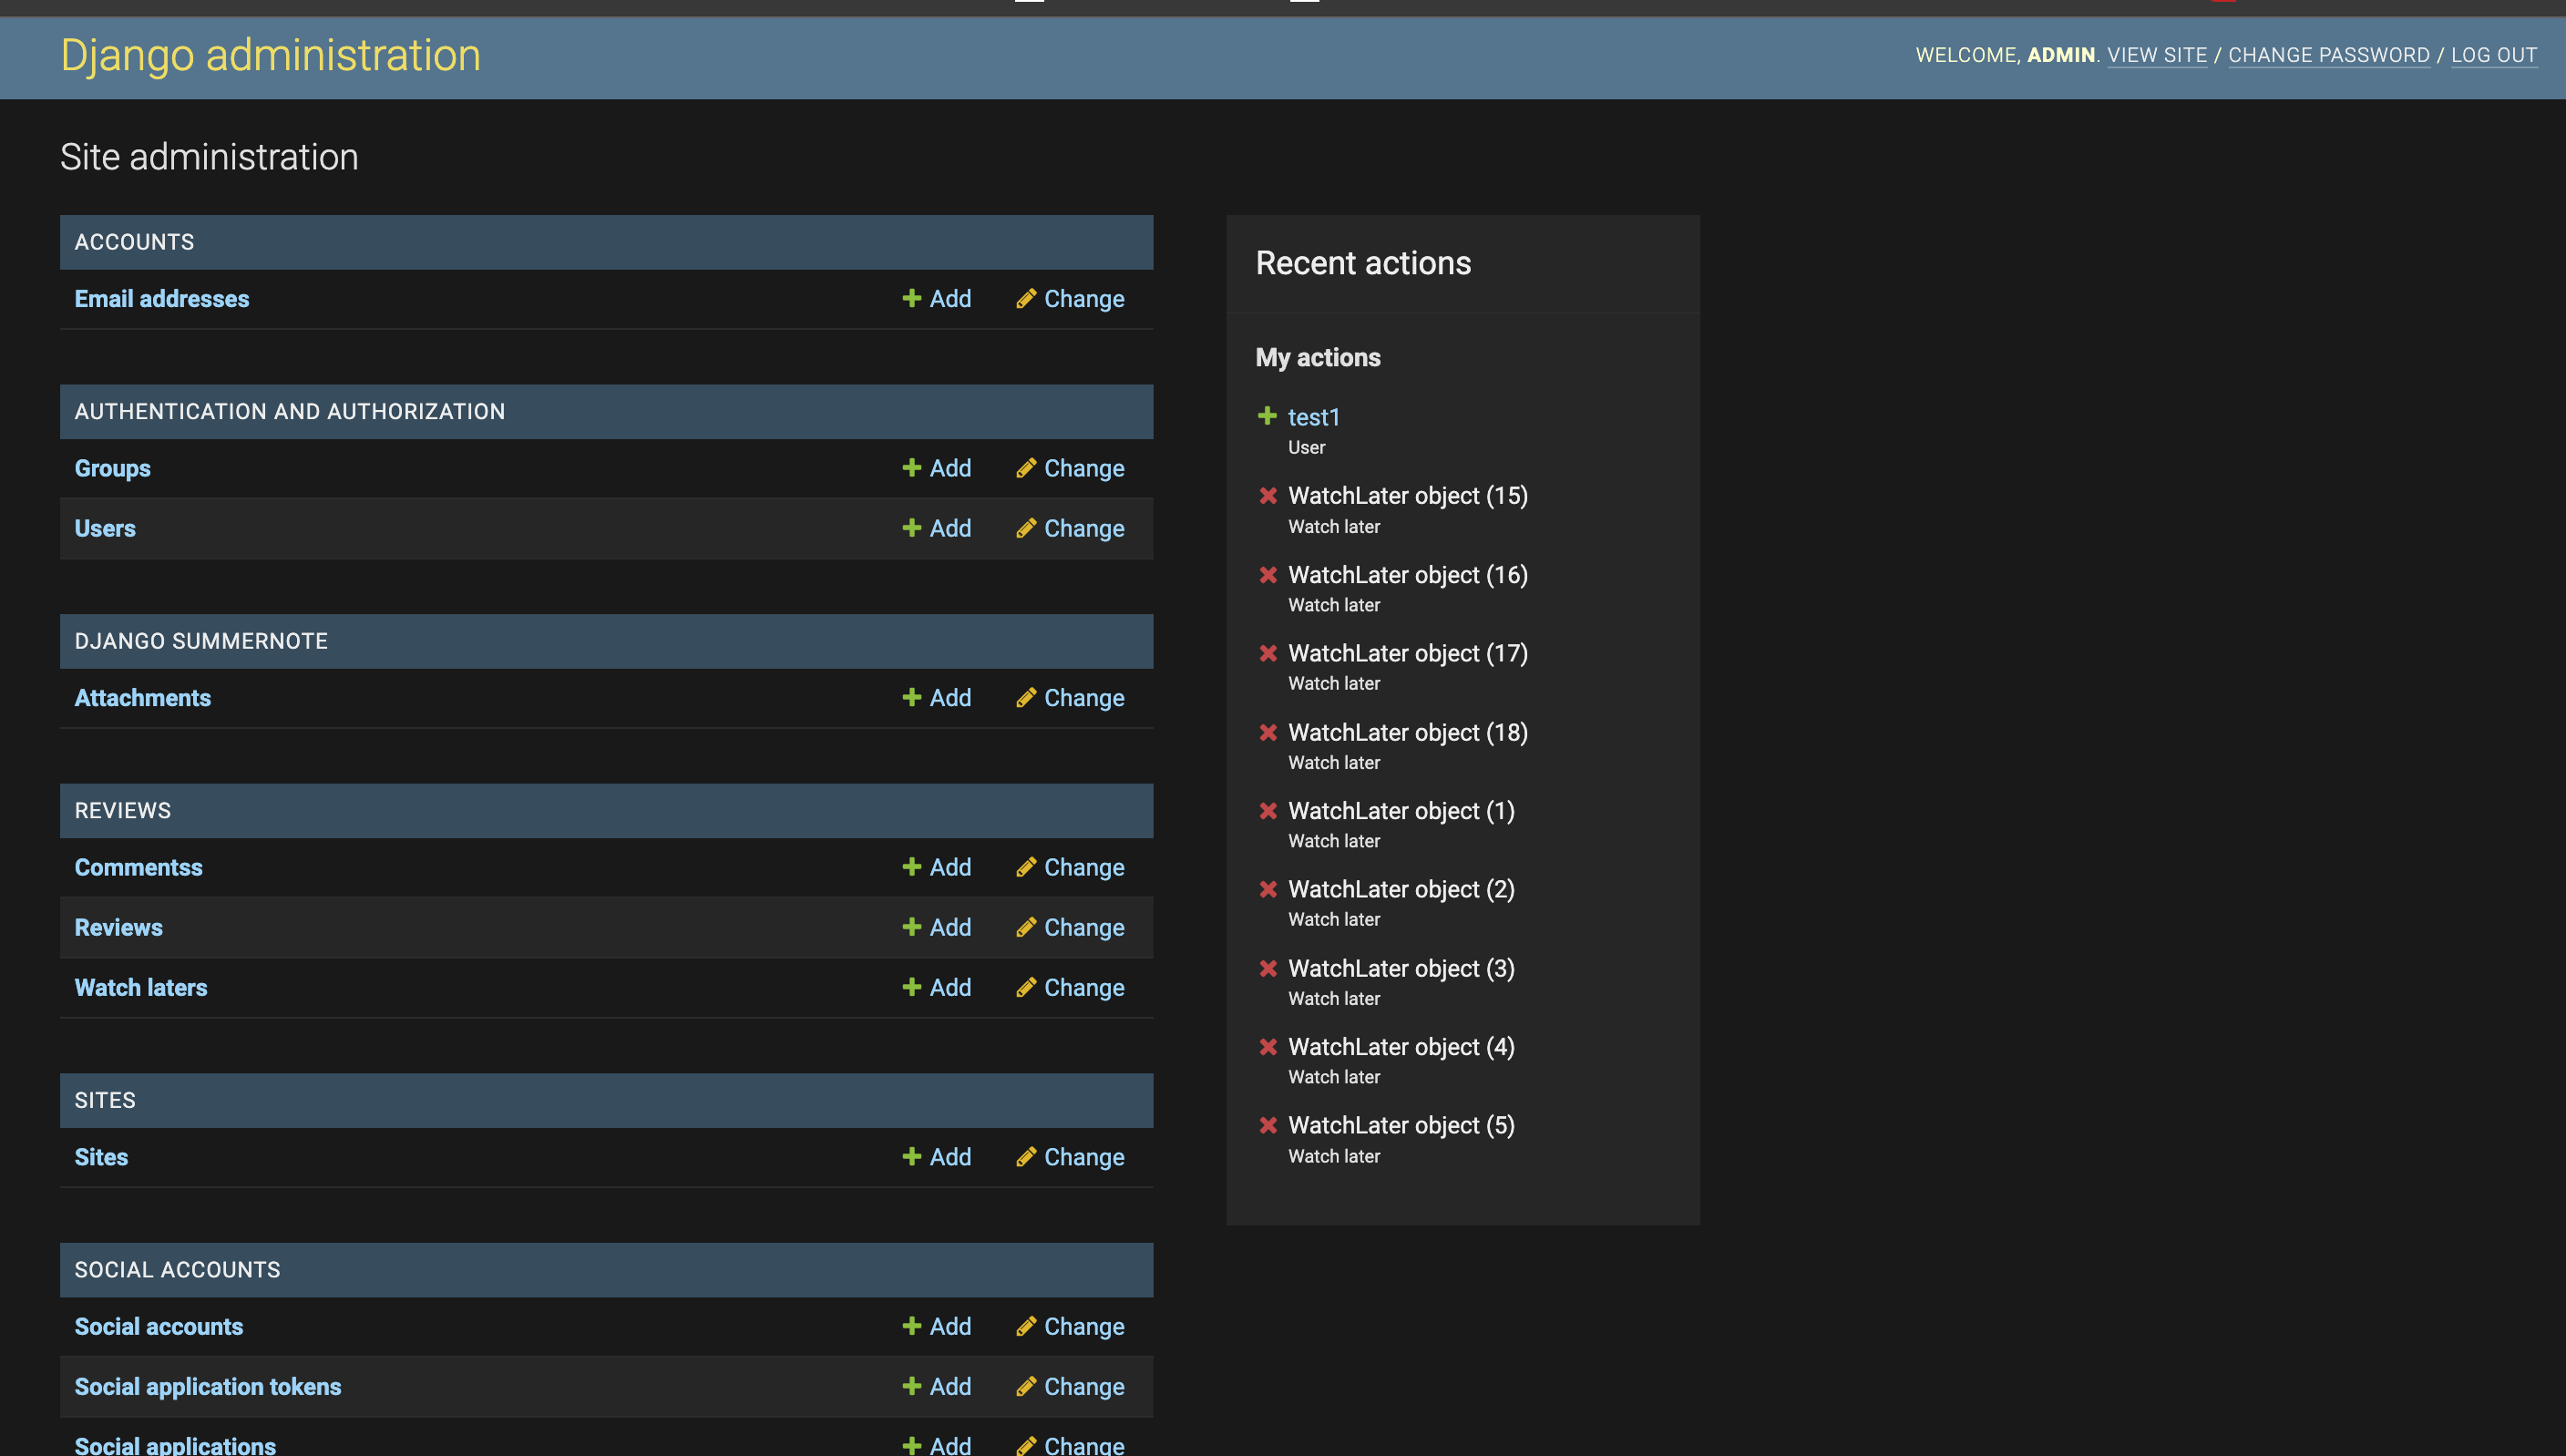 Django administration
WELCOME, ADMIN. VIEW SITE / CHANGE PASSWORD / LOG OUT
Site administration
ACCOUNTS
Email addresses Add Change
AUTHENTICATION AND AUTHORIZATION
Groups Add Change
Users Add Change
DJANGO SUMMERNOTE
Attachments Add Change
REVIEWS
Commentss Add Change
Reviews Add Change
Watch laters Add Change
SITES
Sites Add Change
SOCIAL ACCOUNTS
Social accounts Add Change
Social application tokens Add Change
Social applications Add Change
Recent actions
My actions
test1
User
WatchLater object (15)
Watch later
WatchLater object (16)
Watch later
WatchLater object (17)
Watch later
WatchLater object (18)
Watch later
WatchLater object (1)
Watch later
WatchLater object (2)
Watch later
WatchLater object (3)
Watch later
WatchLater object (4)
Watch later
WatchLater object (5)
Watch later